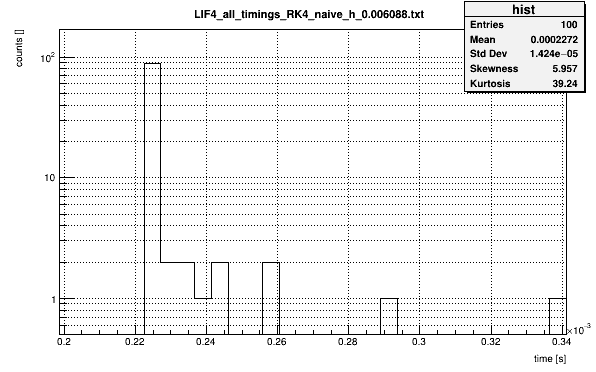 LIF4_all_timings_RK4_naive_h_0.006088.txt
hist
Entries 100
Mean 0.0002272
Std Dev 1.424e−05
Skewness 5.957
Kurtosis 39.24
counts []
10²
10
1
0.2 0.22 0.24 0.26 0.28 0.3 0.32 0.34
×10⁻³
time [s]